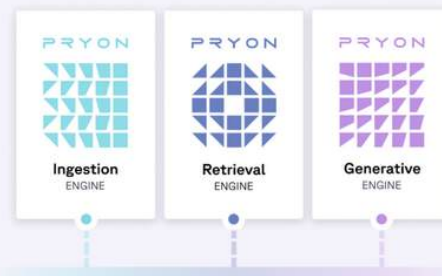 PRYON
Ingestion
ENGINE
PRYON
Retrieval
ENGINE
PRYON
Generative
ENGINE